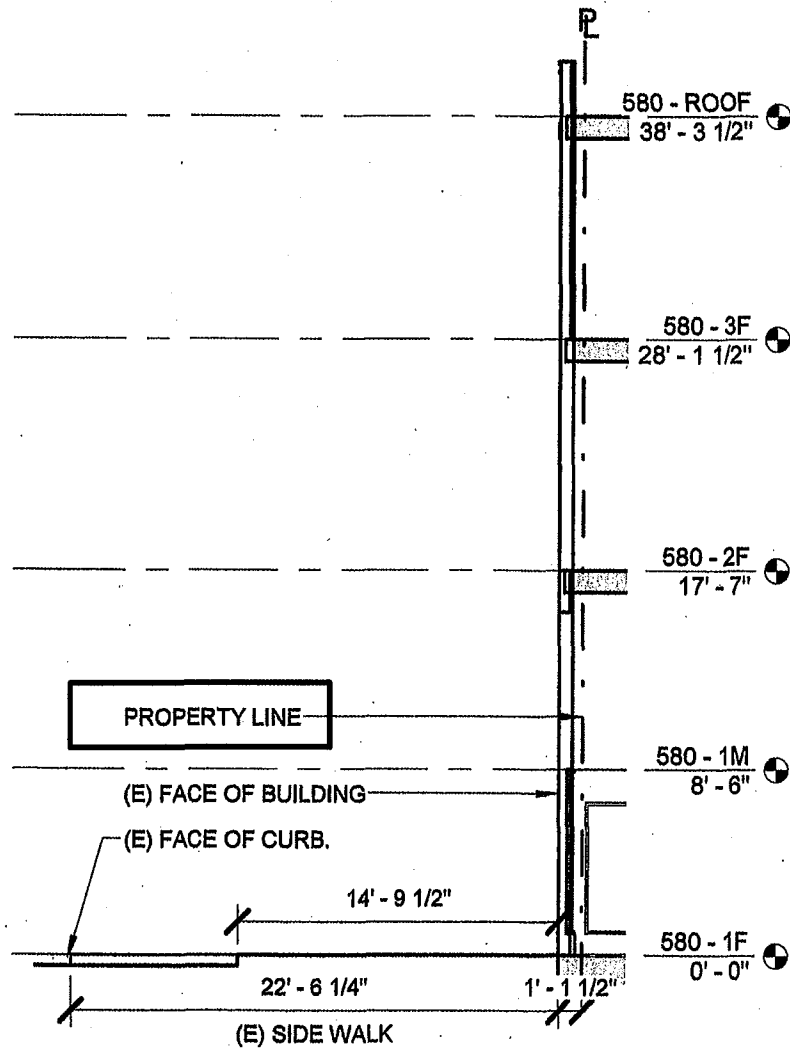 PL
580 - ROOF
38' - 3 1/2"
580 - 3F
28' - 1 1/2"
580 - 2F
17' - 7"
PROPERTY LINE
580 - 1M
8' - 6"
(E) FACE OF BUILDING
(E) FACE OF CURB.
14' - 9 1/2"
580 - 1F
0' - 0"
22' - 6 1/4"
1' - 1 1/2"
(E) SIDE WALK